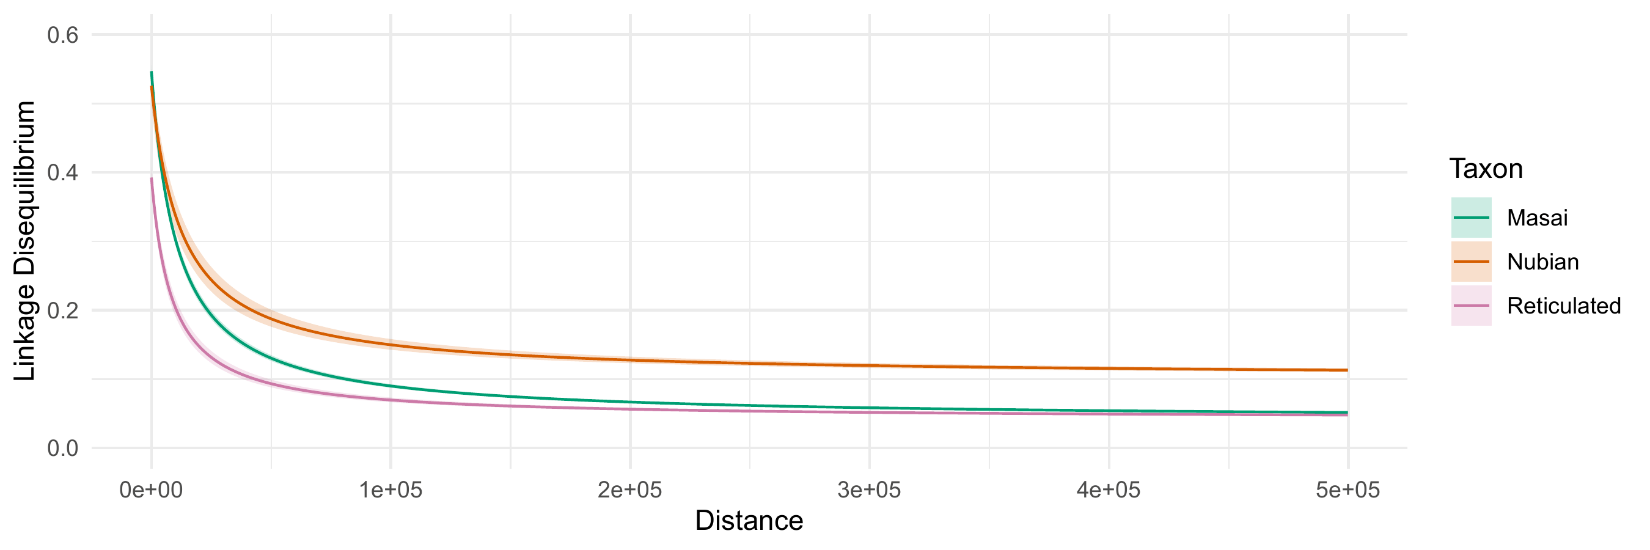 Linkage Disequilibrium
0.6
0.4
0.2
0.0
0e+00
1e+05
2e+05
3e+05
4e+05
5e+05
Distance
Taxon
Masai
Nubian
Reticulated